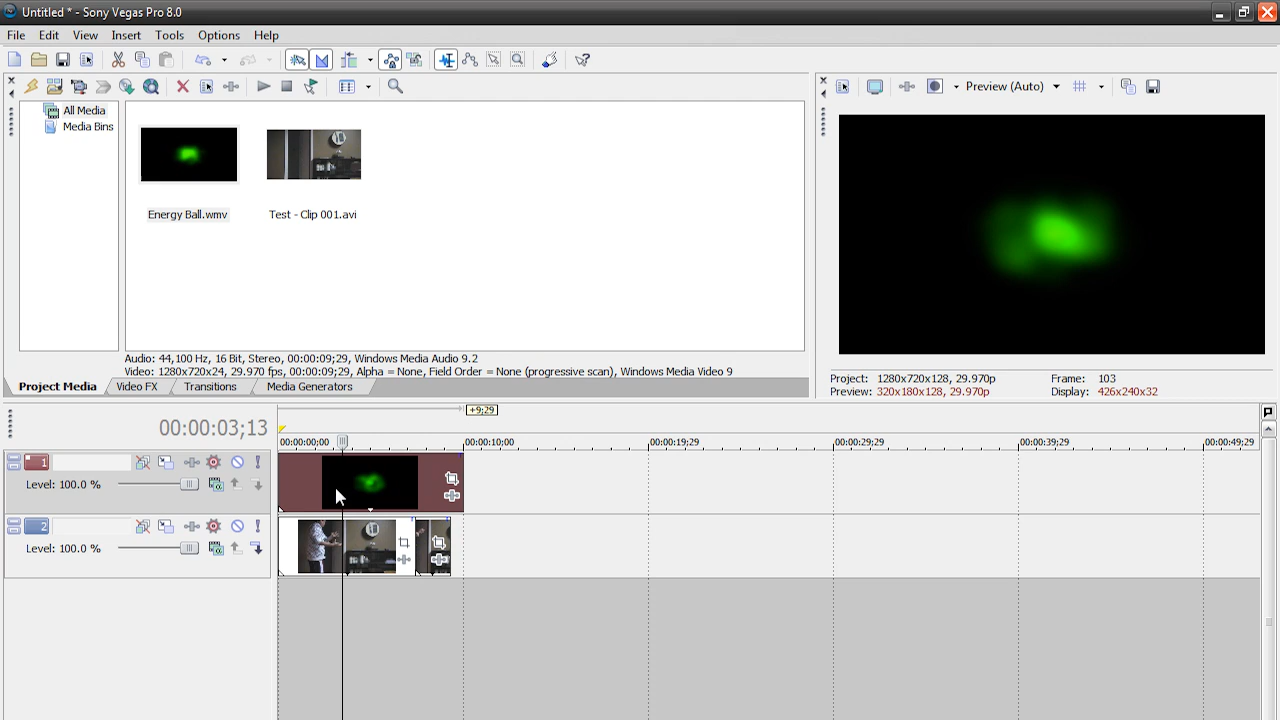 Untitled * - Sony Vegas Pro 8.0
File Edit View Insert Tools Options Help
Preview (Auto)
All Media
Media Bins
Energy Ball.wmv
Test - Clip 001.avi
Audio: 44,100 Hz, 16 Bit, Stereo, 00:00:09;29, Windows Media Audio 9.2
Video: 1280x720x24, 29.970 fps, 00:00:09;29, Alpha = None, Field Order = None (progressive scan), Windows Media Video 9
Project Media Video FX Transitions Media Generators
Project: 1280x720x128, 29.970p Frame: 103
Preview: 320x180x128, 29.970p Display: 426x240x32
+9;29
00:00:03;13
00:00:00;00 00:00:10;00 00:00:19;29 00:00:29;29 00:00:39;29 00:00:49;29
1
Level: 100.0 %
2
Level: 100.0 %